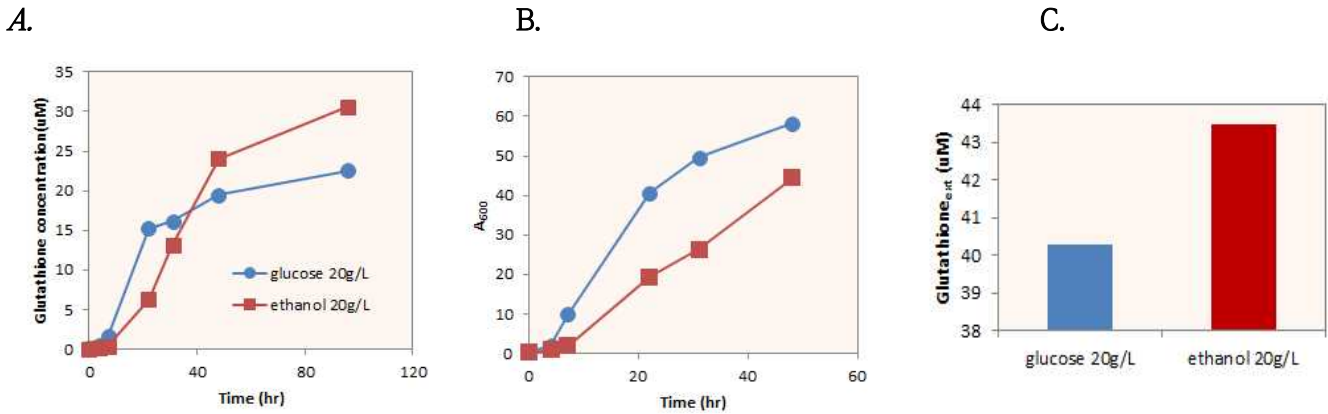 A.
B.
C.
Glutathione concentration(uM)
35
30
25
20
15
10
5
0
glucose 20g/L
ethanol 20g/L
0 40 80 120
Time (hr)
A600
70
60
50
40
30
20
10
0
0 20 40 60
Time (hr)
Glutathioneext (uM)
44
43
42
41
40
39
38
glucose 20g/L ethanol 20g/L